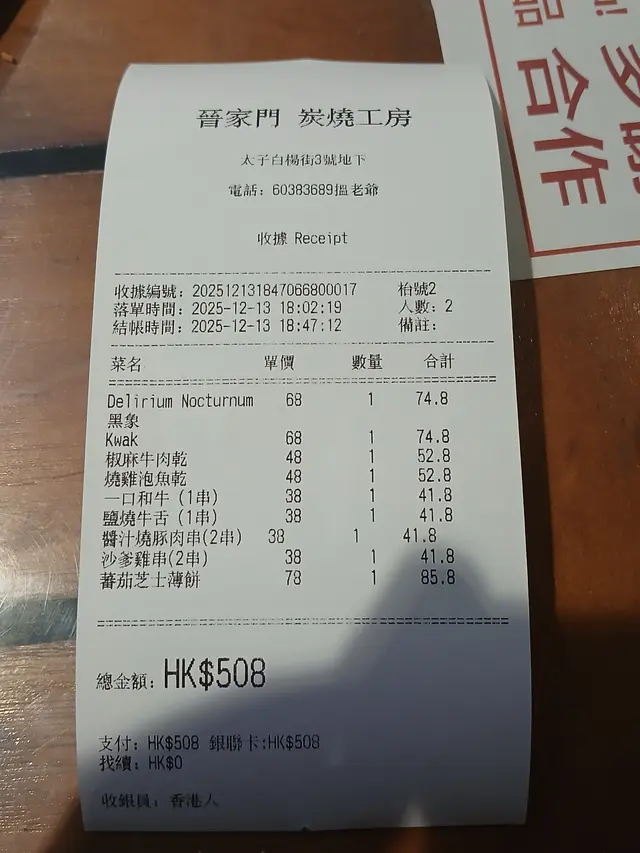 晉家門 炭燒工房
太子白楊街3號地下
電話: 60383689搵老爺
收據 Receipt
收據編號: 202512131847066800017 枱號2
落單時間: 2025-12-13 18:02:19 人數: 2
結帳時間: 2025-12-13 18:47:12 備註:
菜名 單價 數量 合計
Delirium Nocturnum 68 1 74.8
黑象
Kwak 68 1 74.8
椒麻牛肉乾 48 1 52.8
燒雞泡魚乾 48 1 52.8
一口和牛 (1串) 38 1 41.8
鹽燒牛舌 (1串) 38 1 41.8
醬汁燒豚肉串(2串) 38 1 41.8
沙爹雞串(2串) 38 1 41.8
蕃茄芝士薄餅 78 1 85.8
總金額: HK$508
支付: HK$508 銀聯卡:HK$508
找續: HK$0
收銀員: 香港人
品
合作